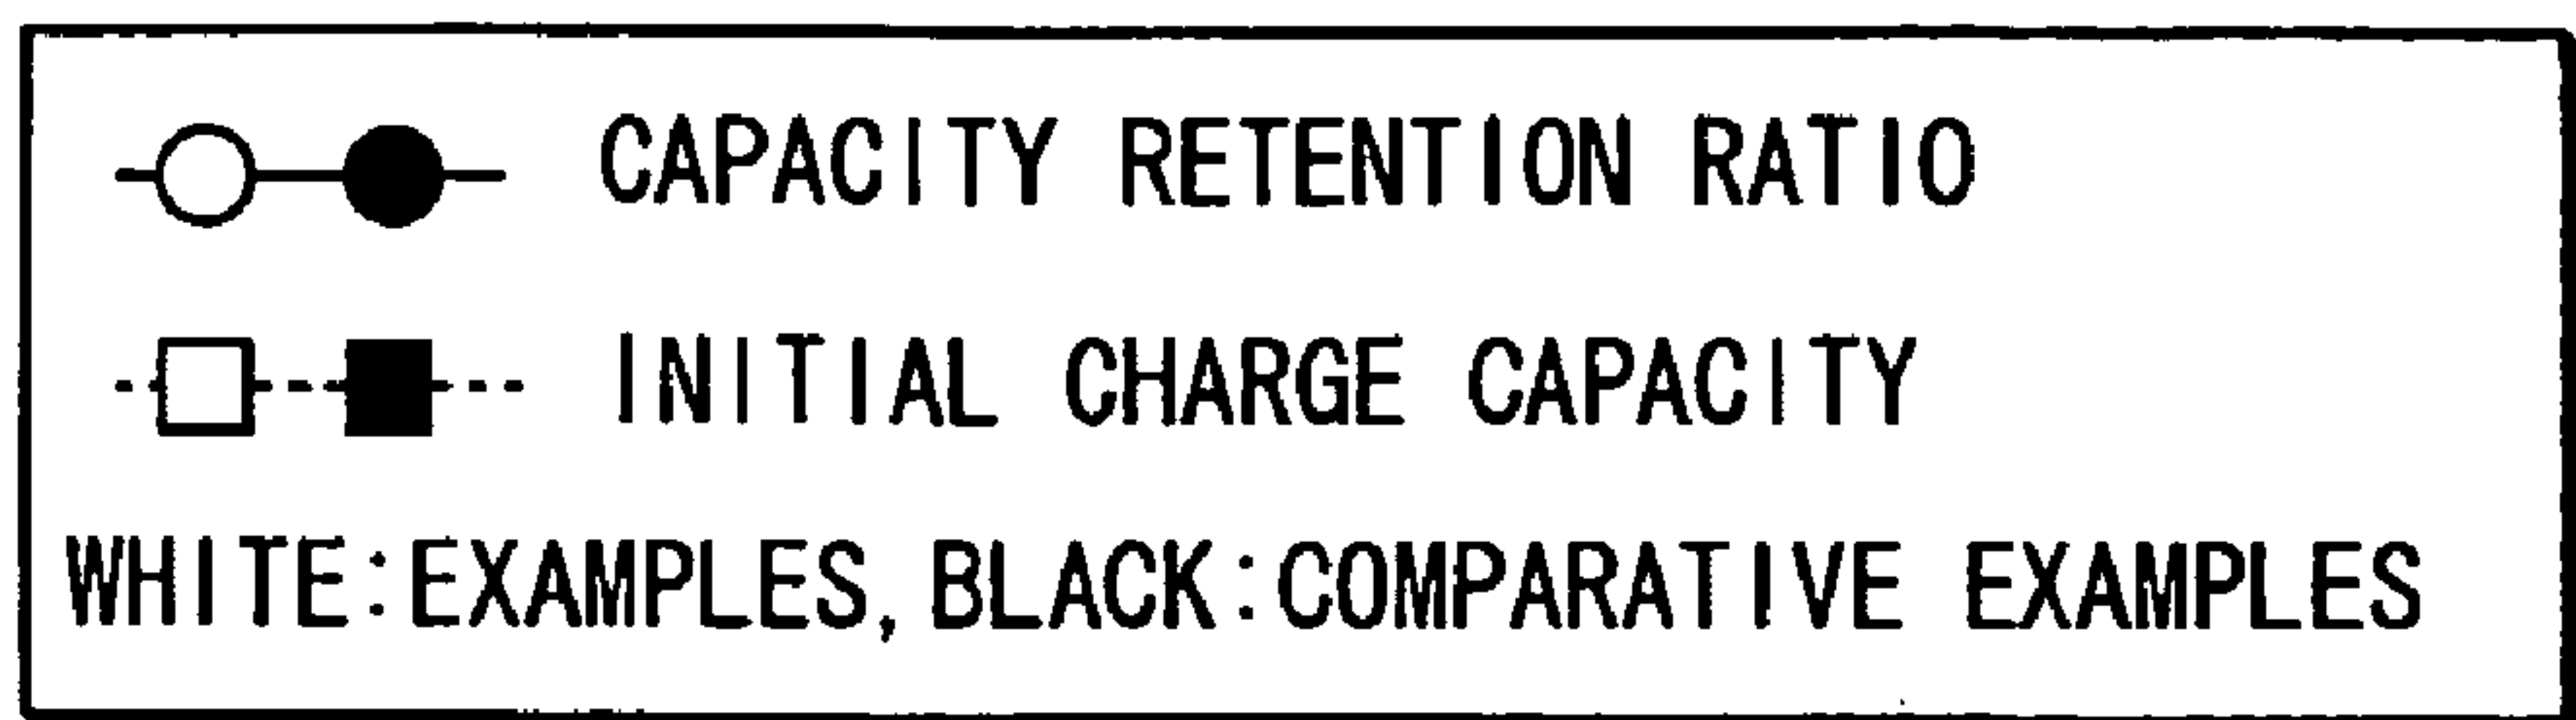 CAPACITY RETENTION RATIO
INITIAL CHARGE CAPACITY
WHITE:EXAMPLES, BLACK:COMPARATIVE EXAMPLES